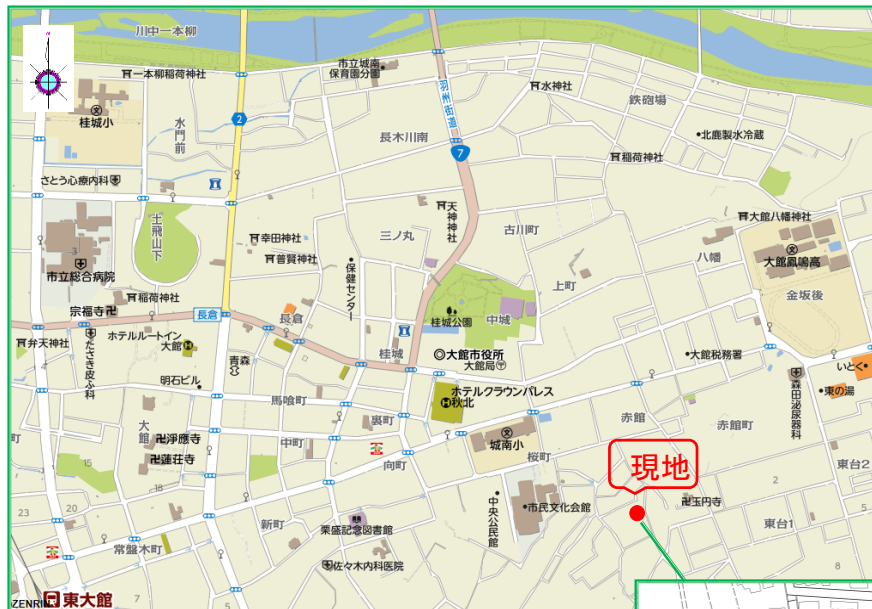 川中一本柳
一本柳稲荷神社
市立城南
保育園分園
水神社
鉄砲場
桂城小
水門前
2
羽州街道
長木川南
7
北鹿製水冷蔵
稲荷神社
さとう心療内科
天神神社
大館八幡神社
土飛山下
幸田神社
三ノ丸
古川町
八幡
大館鳳鳴高
3
普賢神社
保健センター
上町
市立総合病院
金坂後
稲荷神社
宗福寺
長倉
長倉
桂城公園
中城
弁天神社
ホテルルートイン
大館
たさき皮ふ科
青森
桂城
大館市役所
大館局
大館税務署
いとく
明石ビル
ホテルクラウンパレス
秋北
森田泌尿器科
東の湯
馬喰町
裏町
赤館
赤館町
大館
浄應寺
中町
城南小
町
蓮荘寺
向町
桜町
現地
東台2
15
16
中央公民館
市民文化会館
玉円寺
23
20
新町
栗盛記念図書館
東台1
常盤木町
佐々木内科医院
ZENRIN
東大館